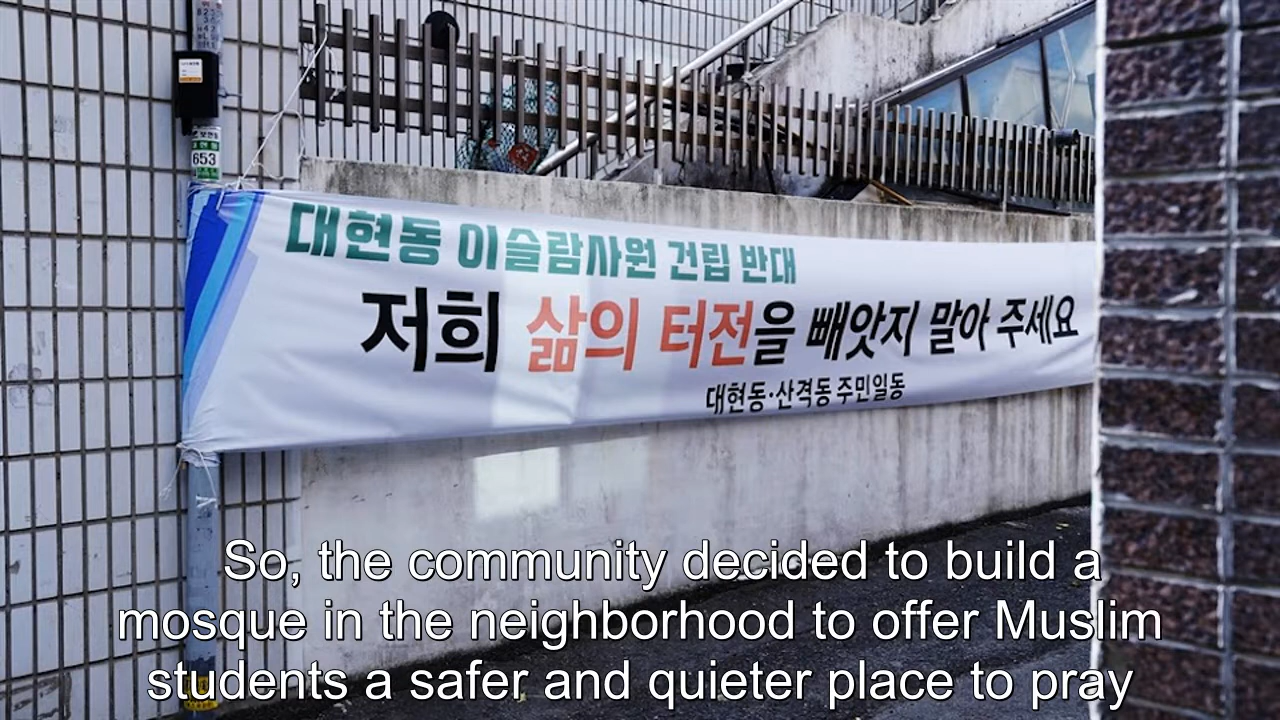 653
대현동 이슬람사원 건립 반대
저희 삶의 터전을 빼앗지 말아 주세요
대현동·산격동 주민일동
So, the community decided to build a
mosque in the neighborhood to offer Muslim
students a safer and quieter place to pray